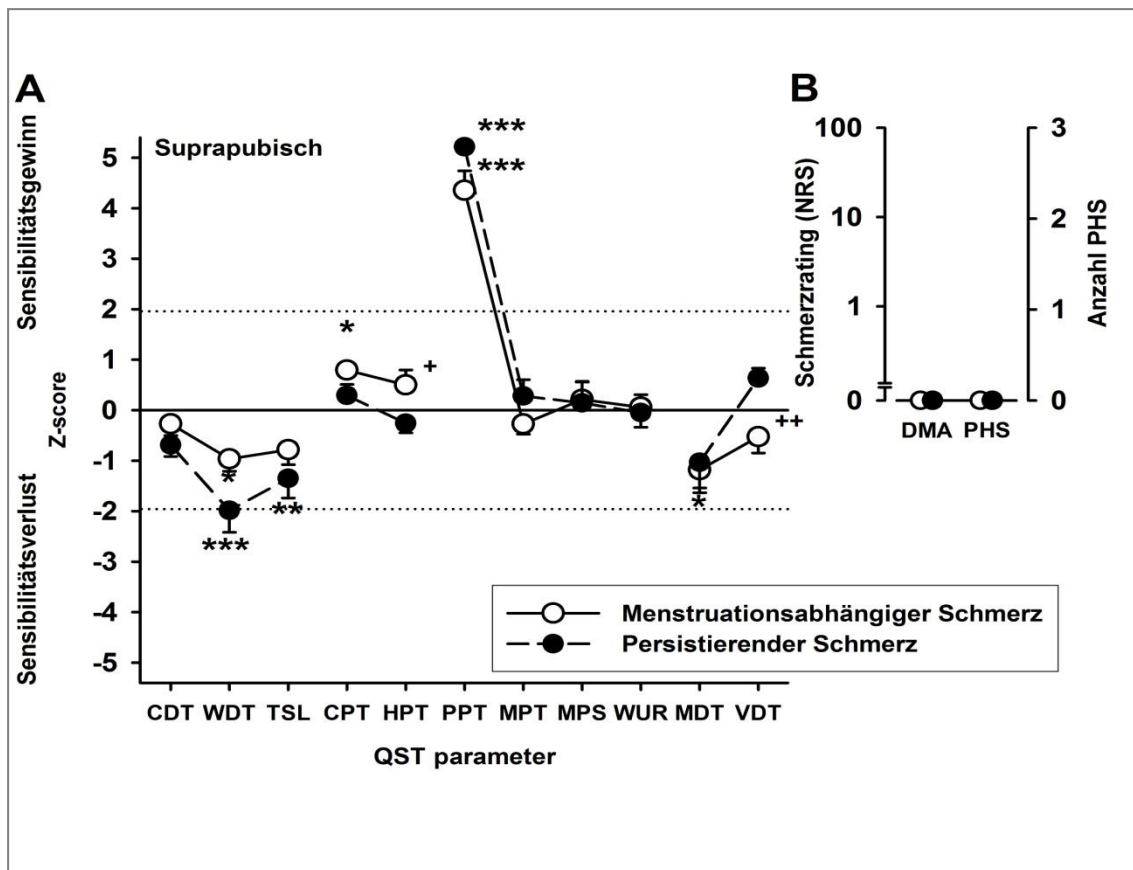 A
B
Sensibilitätsgewinn
Z-score
Sensibilitätsverlust
Suprapubisch
5
4
3
2
1
0
-1
-2
-3
-4
-5
***
***
*
+
*
**
***
*
++
Menstruationsabhängiger Schmerz
Persistierender Schmerz
CDT WDT TSL CPT HPT PPT MPT MPS WUR MDT VDT
QST parameter
Schmerzrating (NRS)
100
10
1
0
3
2
1
0
Anzahl PHS
DMA PHS